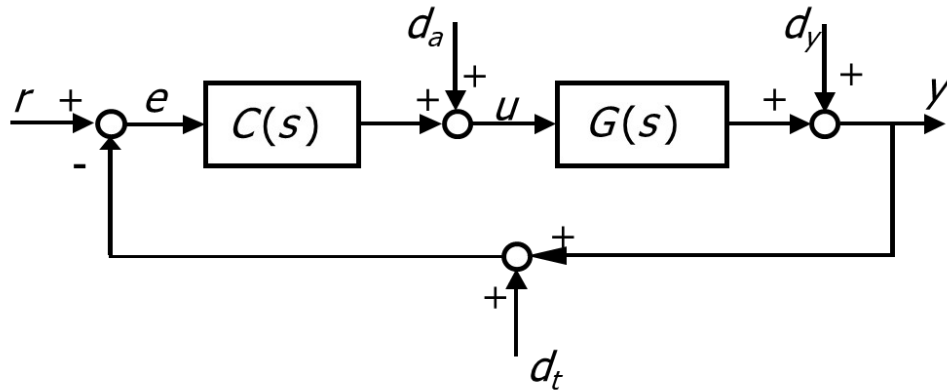 d_a d_y
r + e C(s) + + u G(s) + + y
-
+
+
d_t